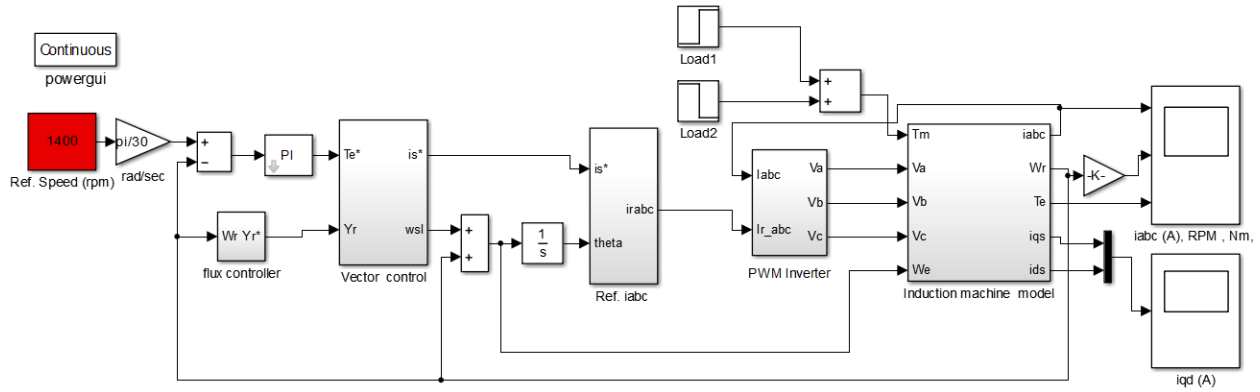 Continuous
powergui
1400
Ref. Speed (rpm)
pi/30
rad/sec
+
−
PI
Wr Yr*
flux controller
Te* is*
Yr wsl
Vector control
+
+
1
s
is*
irabc
theta
Ref. iabc
Load1
Load2
+
+
Iabc Va
Vb
Ir_abc Vc
PWM Inverter
Tm iabc
Va Wr
Vb Te
Vc iqs
We ids
Induction machine model
-K-
iabc (A), RPM , Nm,
iqd (A)